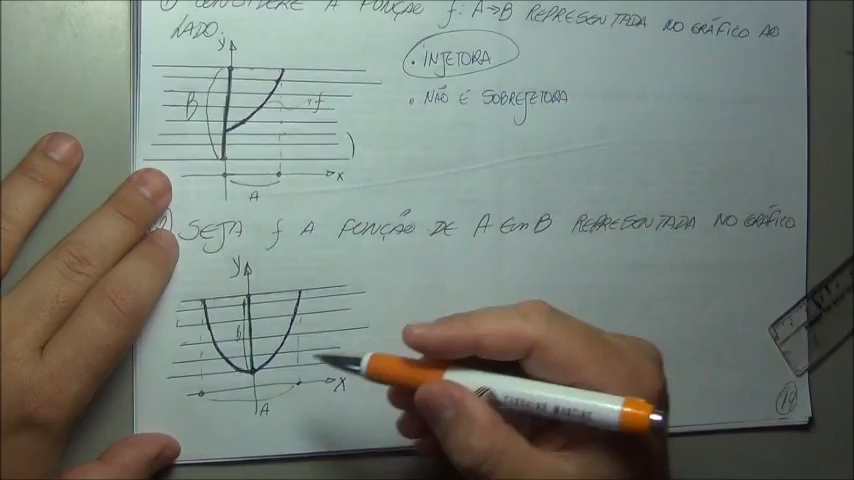 CONSIDERE A FUNÇÃO f: A→B REPRESENTADA NO GRÁFICO AO
LADO.
y
• INJETORA
• NÃO É SOBREJETORA
B
f
x
A
SEJA f A FUNÇÃO DE A EM B REPRESENTADA NO GRÁFICO
y
B
x
A